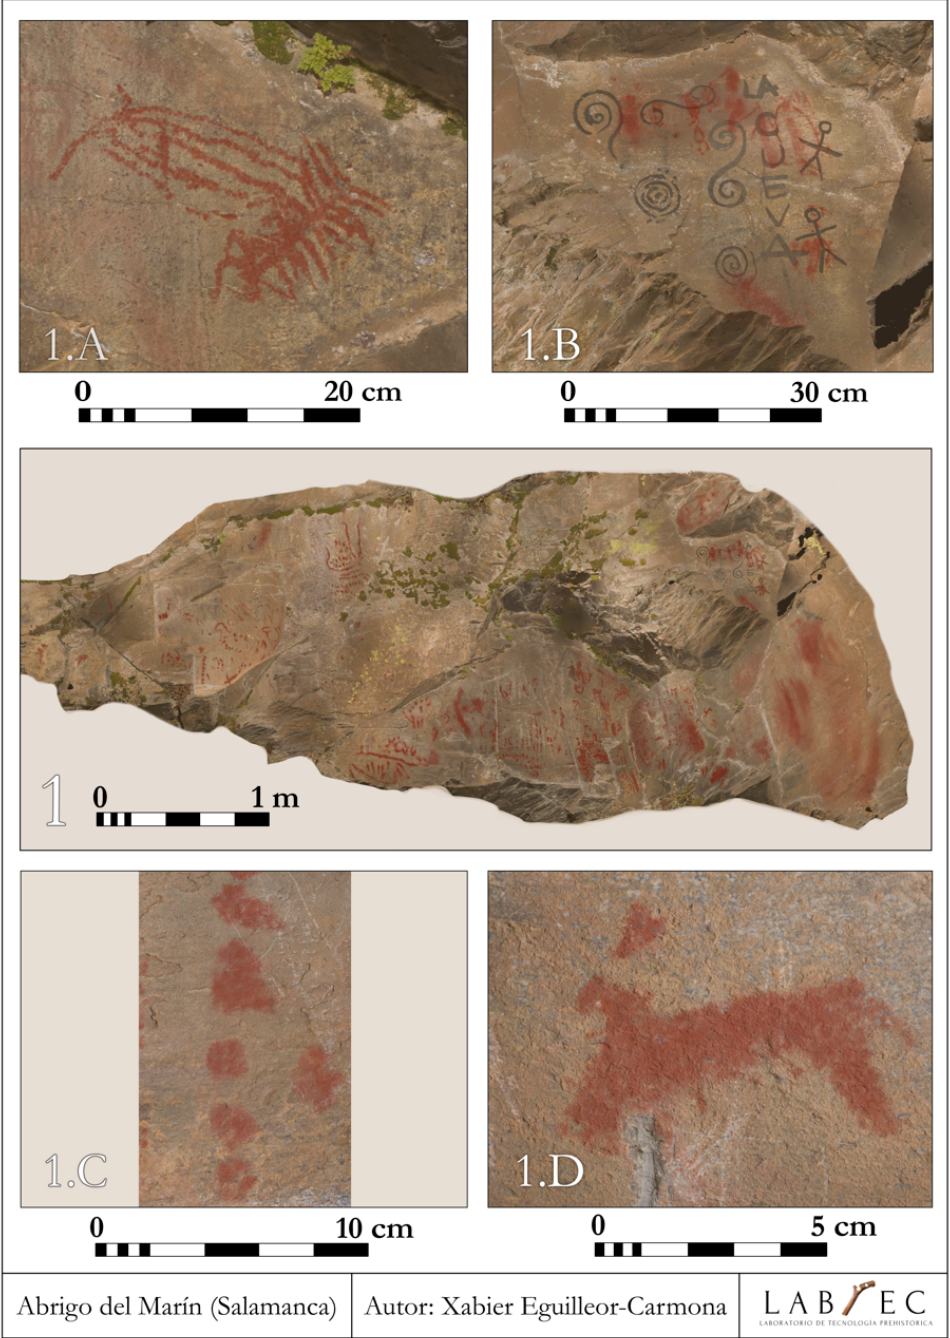 1.A
1.B
LA
CUEVA
0 20 cm
0 30 cm
1
0 1 m
1.C
1.D
0 10 cm
0 5 cm
Abrigo del Marín (Salamanca)
Autor: Xabier Eguilleor-Carmona
LABTEC
LABORATORIO DE TECNOLOGÍA PREHISTÓRICA